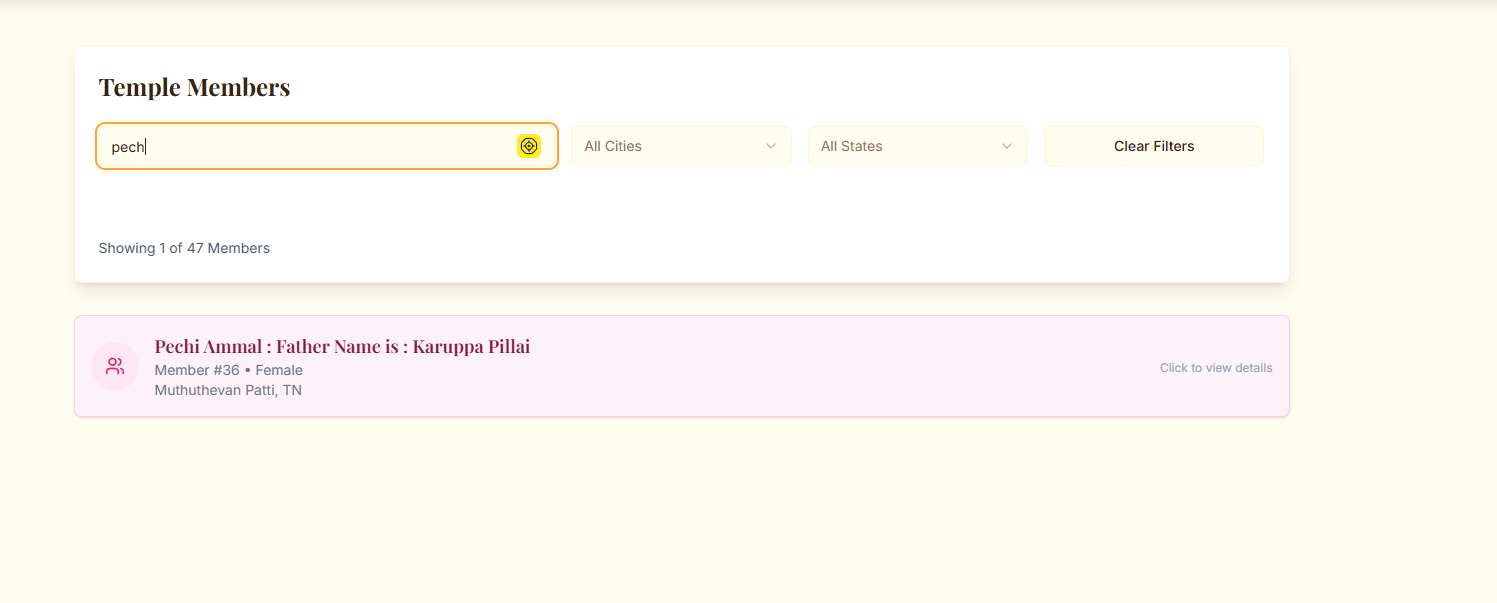 Temple Members
pech
All Cities
All States
Clear Filters
Showing 1 of 47 Members
Pechi Ammal : Father Name is : Karuppa Pillai
Member #36 • Female
Muthuthevan Patti, TN
Click to view details